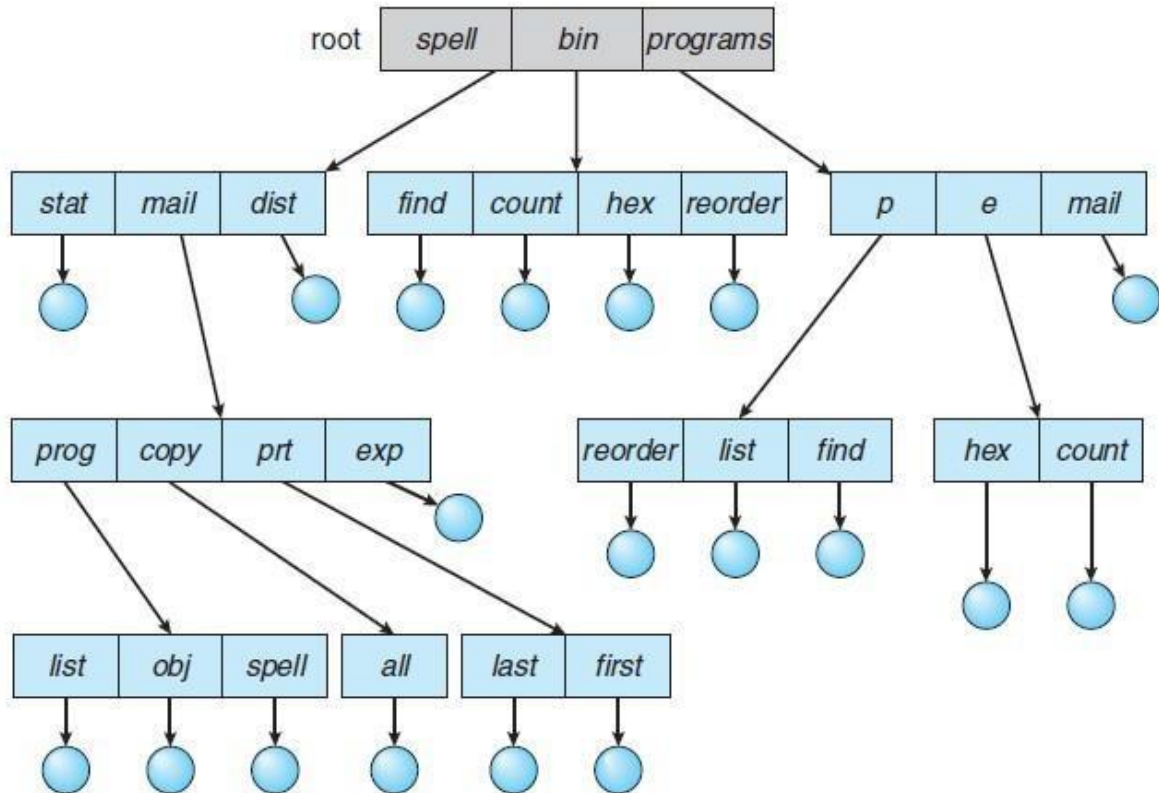 root spell bin programs
stat mail dist find count hex reorder p e mail
prog copy prt exp reorder list find hex count
list obj spell all last first